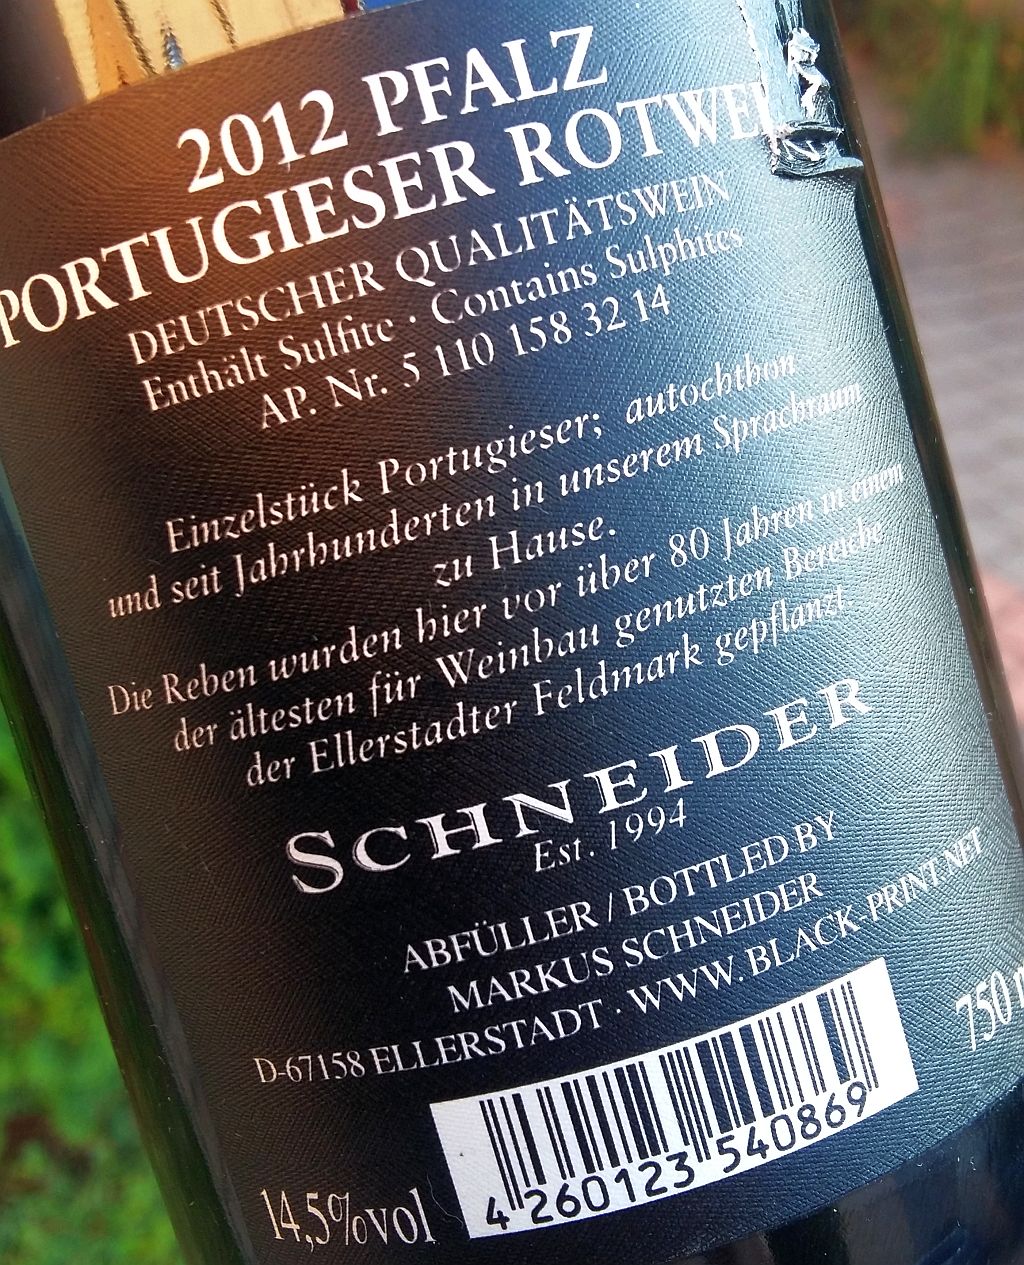 2012 PFALZ
PORTUGIESER ROTWEI
DEUTSCHER QUALITÄTSWEIN
Enthält Sulfite · Contains Sulphites
AP. Nr. 5 110 158 32 14
Einzelstück Portugieser; autochthon
und seit Jahrhunderten in unserem Sprachraum
zu Hause.
Die Reben wurden hier vor über 80 Jahren in einem
der ältesten für Weinbau genutzten Bereiche
der Ellerstadter Feldmark gepflanzt
SCHNEIDER
Est. 1994
ABFÜLLER / BOTTLED BY
MARKUS SCHNEIDER
D-67158 ELLERSTADT · WWW. BLACK-PRINT.NET
14,5%vol
4 260123 540869
750